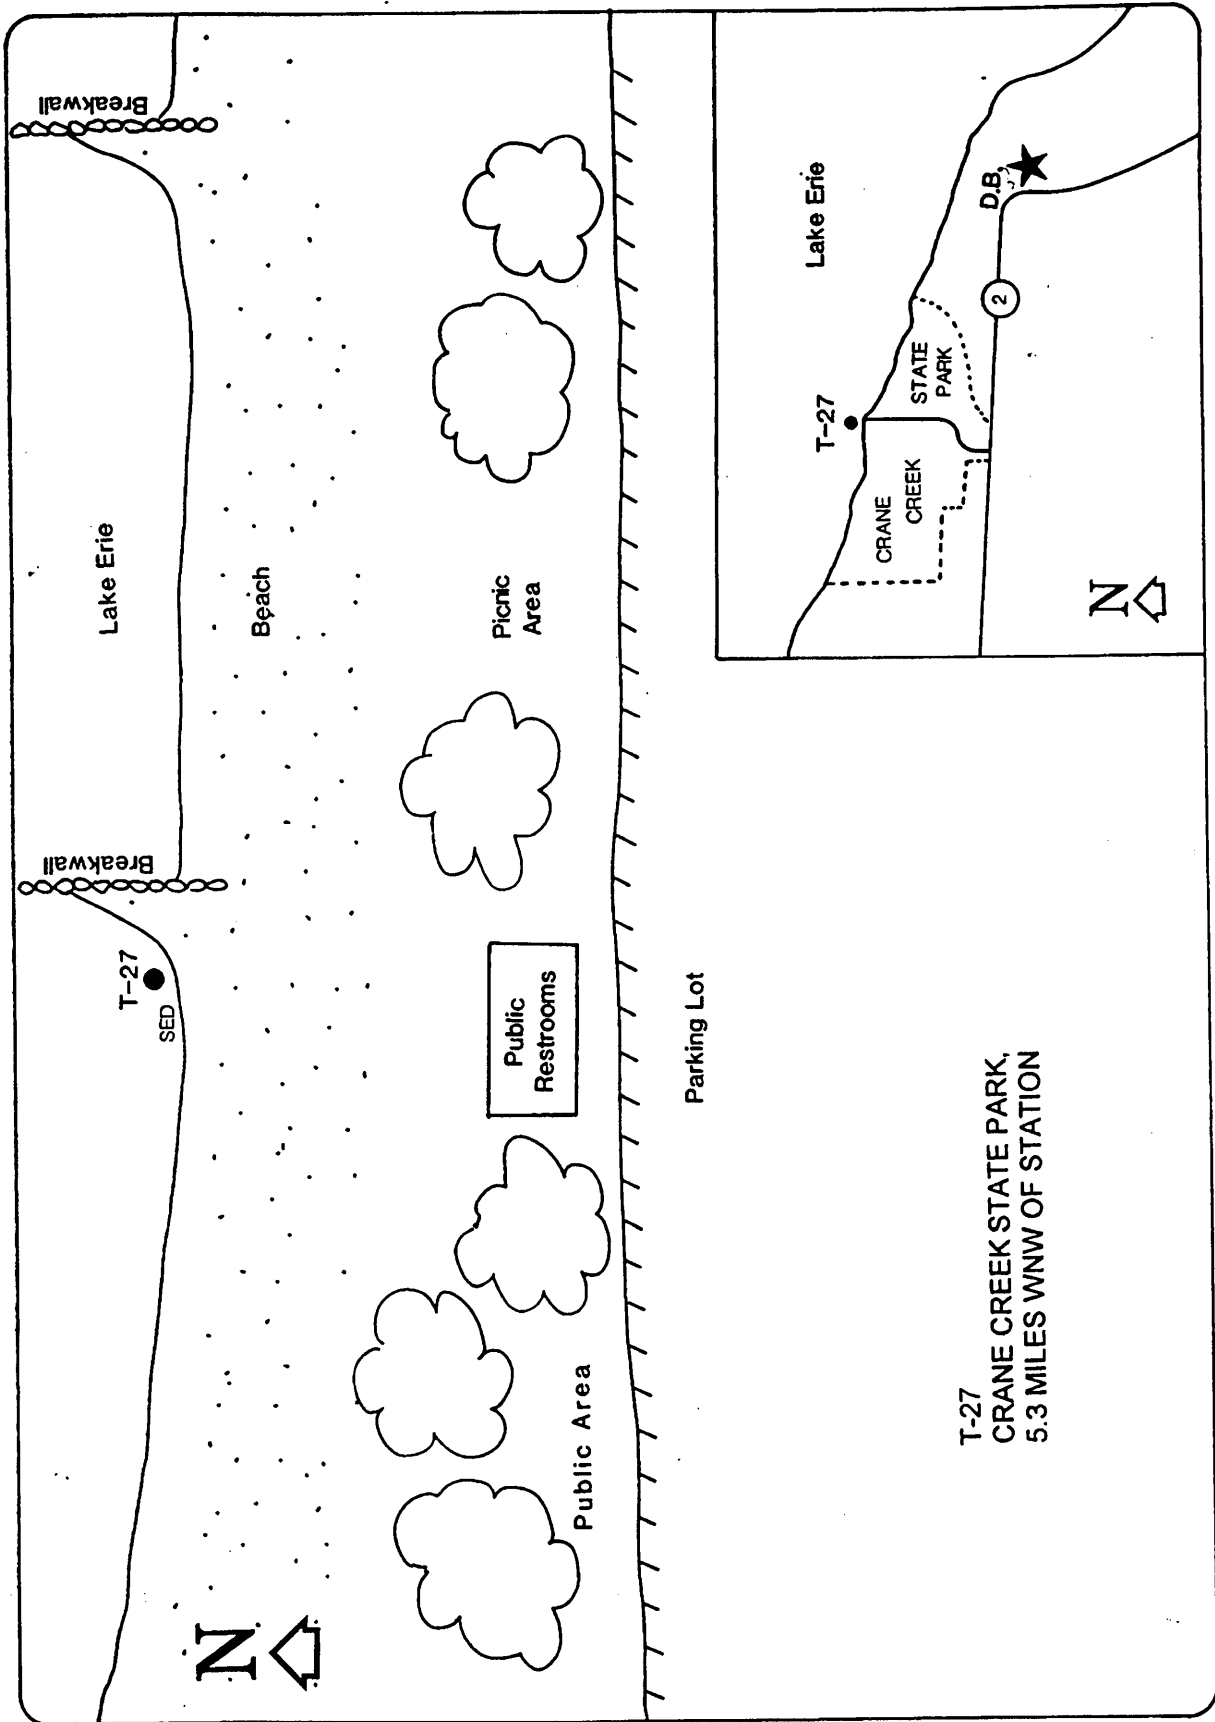 Breakwall
Breakwall
Lake Erie
T-27
SED
Beach
Picnic
Area
Public
Restrooms
Public Area
N
Parking Lot
T-27
CRANE CREEK STATE PARK,
5.3 MILES WNW OF STATION
Lake Erie
T-27
CRANE
CREEK
STATE
PARK
D.B.
2
N